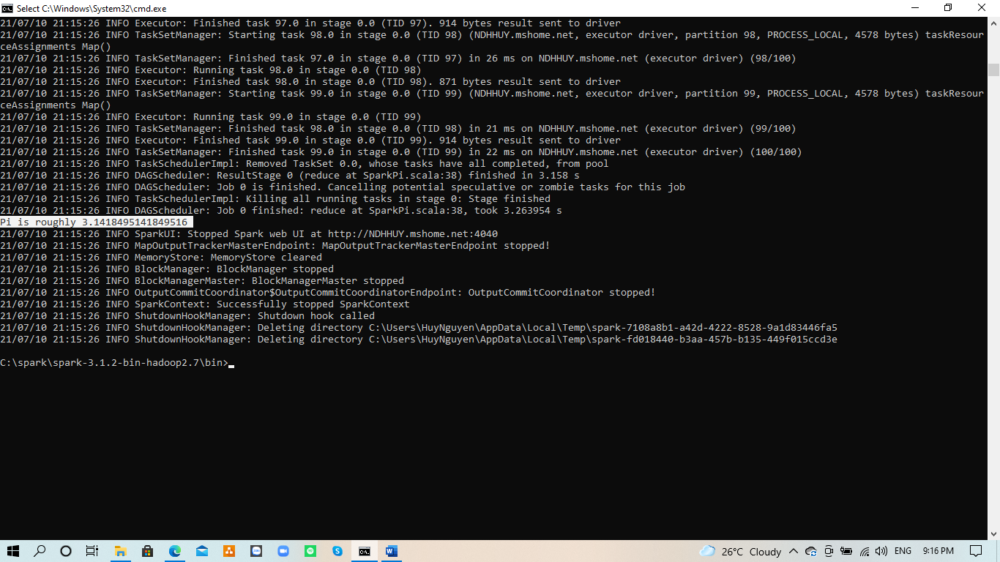 Select C:\Windows\System32\cmd.exe
21/07/10 21:15:26 INFO Executor: Finished task 97.0 in stage 0.0 (TID 97). 914 bytes result sent to driver
21/07/10 21:15:26 INFO TaskSetManager: Starting task 98.0 in stage 0.0 (TID 98) (NDHHUY.mshome.net, executor driver, partition 98, PROCESS_LOCAL, 4578 bytes) taskResour
ceAssignments Map()
21/07/10 21:15:26 INFO TaskSetManager: Finished task 97.0 in stage 0.0 (TID 97) in 26 ms on NDHHUY.mshome.net (executor driver) (98/100)
21/07/10 21:15:26 INFO Executor: Running task 98.0 in stage 0.0 (TID 98)
21/07/10 21:15:26 INFO Executor: Finished task 98.0 in stage 0.0 (TID 98). 871 bytes result sent to driver
21/07/10 21:15:26 INFO TaskSetManager: Starting task 99.0 in stage 0.0 (TID 99) (NDHHUY.mshome.net, executor driver, partition 99, PROCESS_LOCAL, 4578 bytes) taskResour
ceAssignments Map()
21/07/10 21:15:26 INFO Executor: Running task 99.0 in stage 0.0 (TID 99)
21/07/10 21:15:26 INFO TaskSetManager: Finished task 98.0 in stage 0.0 (TID 98) in 21 ms on NDHHUY.mshome.net (executor driver) (99/100)
21/07/10 21:15:26 INFO Executor: Finished task 99.0 in stage 0.0 (TID 99). 914 bytes result sent to driver
21/07/10 21:15:26 INFO TaskSetManager: Finished task 99.0 in stage 0.0 (TID 99) in 22 ms on NDHHUY.mshome.net (executor driver) (100/100)
21/07/10 21:15:26 INFO TaskSchedulerImpl: Removed TaskSet 0.0, whose tasks have all completed, from pool
21/07/10 21:15:26 INFO DAGScheduler: ResultStage 0 (reduce at SparkPi.scala:38) finished in 3.158 s
21/07/10 21:15:26 INFO DAGScheduler: Job 0 is finished. Cancelling potential speculative or zombie tasks for this job
21/07/10 21:15:26 INFO TaskSchedulerImpl: Killing all running tasks in stage 0: Stage finished
21/07/10 21:15:26 INFO DAGScheduler: Job 0 finished: reduce at SparkPi.scala:38, took 3.263954 s
Pi is roughly 3.1418495141849516
21/07/10 21:15:26 INFO SparkUI: Stopped Spark web UI at http://NDHHUY.mshome.net:4040
21/07/10 21:15:26 INFO MapOutputTrackerMasterEndpoint: MapOutputTrackerMasterEndpoint stopped!
21/07/10 21:15:26 INFO MemoryStore: MemoryStore cleared
21/07/10 21:15:26 INFO BlockManager: BlockManager stopped
21/07/10 21:15:26 INFO BlockManagerMaster: BlockManagerMaster stopped
21/07/10 21:15:26 INFO OutputCommitCoordinator$OutputCommitCoordinatorEndpoint: OutputCommitCoordinator stopped!
21/07/10 21:15:26 INFO SparkContext: Successfully stopped SparkContext
21/07/10 21:15:26 INFO ShutdownHookManager: Shutdown hook called
21/07/10 21:15:26 INFO ShutdownHookManager: Deleting directory C:\Users\HuyNguyen\AppData\Local\Temp\spark-7108a8b1-a42d-4222-8528-9a1d83446fa5
21/07/10 21:15:26 INFO ShutdownHookManager: Deleting directory C:\Users\HuyNguyen\AppData\Local\Temp\spark-fd018440-b3aa-457b-b135-449f015ccd3e
C:\spark\spark-3.1.2-bin-hadoop2.7\bin>
26°C Cloudy ENG 9:16 PM